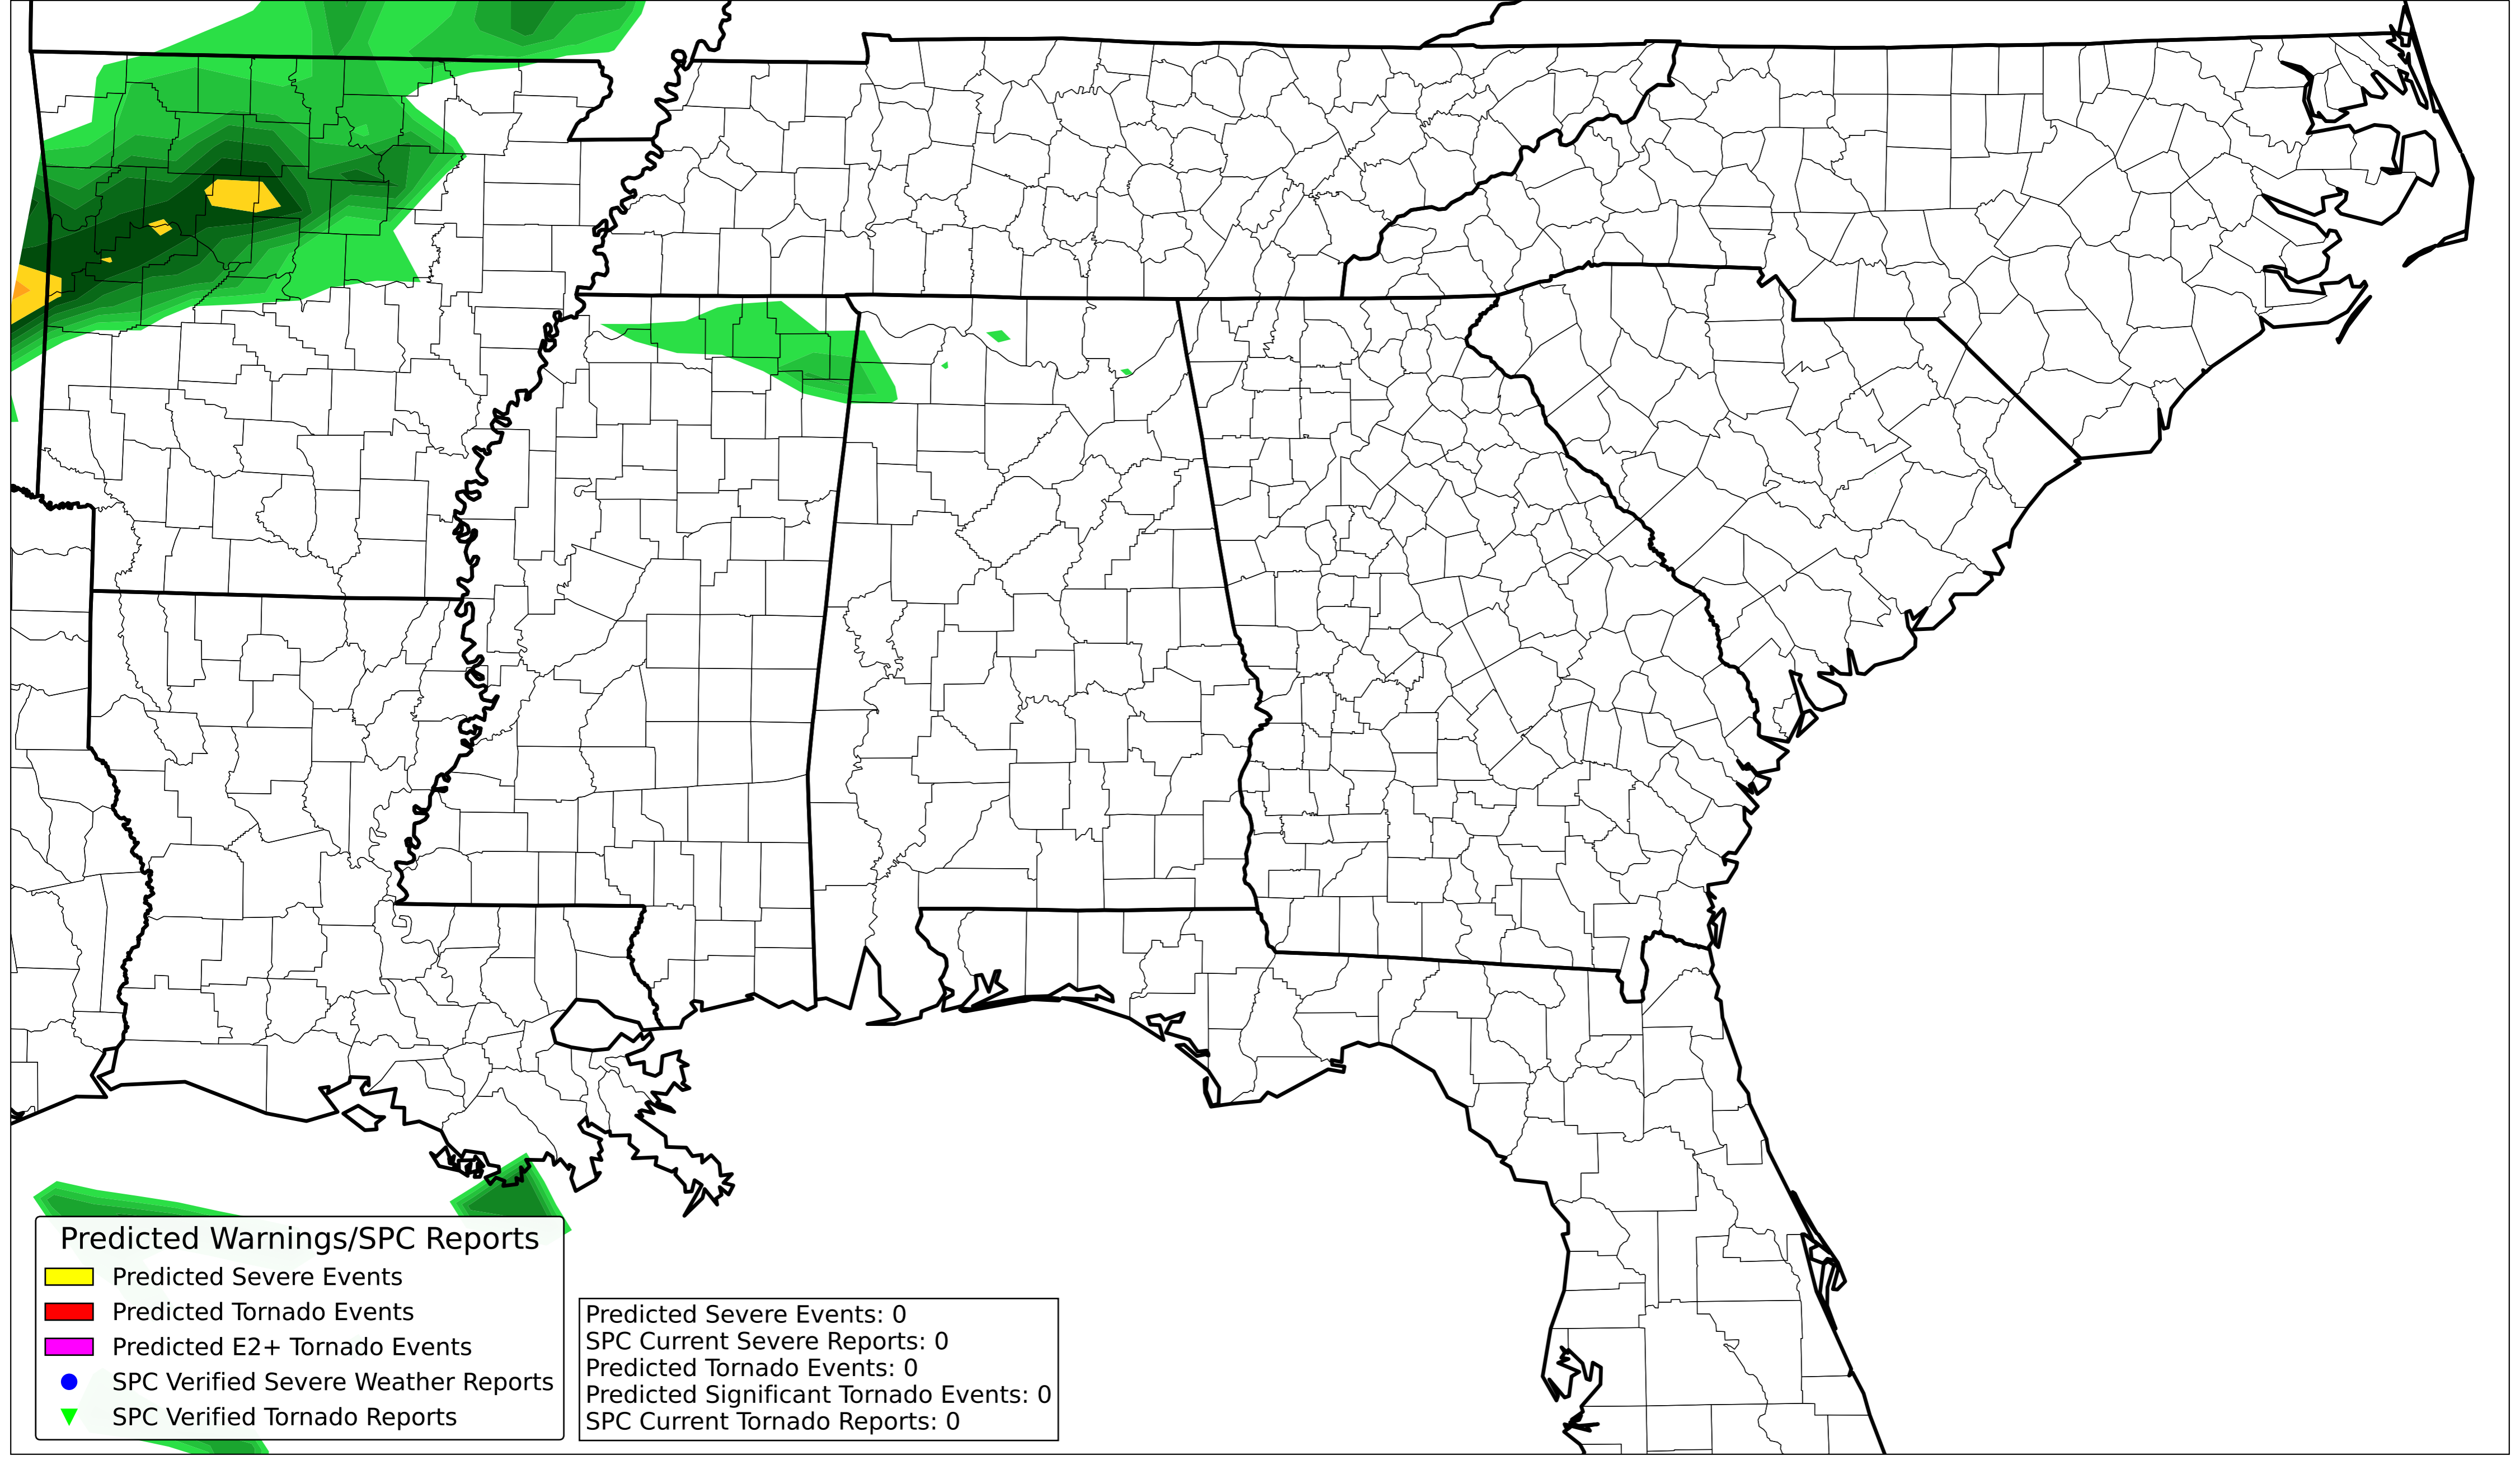 Predicted Warnings/SPC Reports
Predicted Severe Events
Predicted Tornado Events
Predicted E2+ Tornado Events
SPC Verified Severe Weather Reports
SPC Verified Tornado Reports
Predicted Severe Events: 0
SPC Current Severe Reports: 0
Predicted Tornado Events: 0
Predicted Significant Tornado Events: 0
SPC Current Tornado Reports: 0